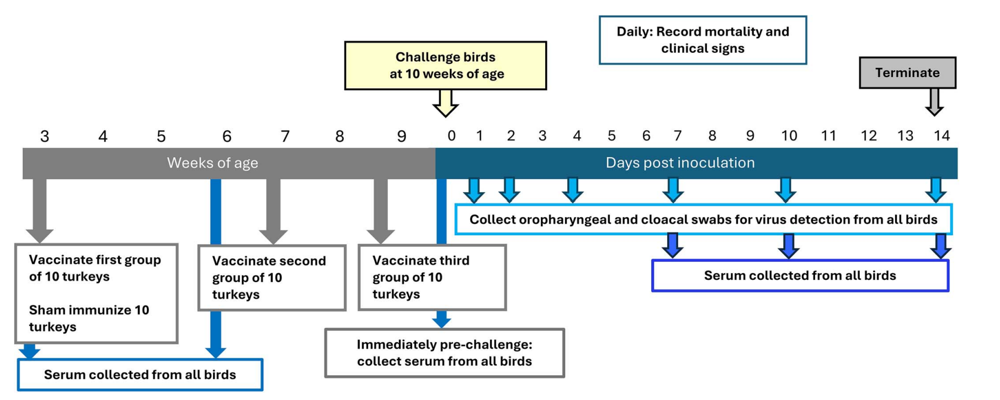 Daily: Record mortality and
clinical signs
Challenge birds
at 10 weeks of age
Terminate
3 4 5 6 7 8 9 0 1 2 3 4 5 6 7 8 9 10 11 12 13 14
Weeks of age
Days post inoculation
Collect oropharyngeal and cloacal swabs for virus detection from all birds
Vaccinate first group
of 10 turkeys
Sham immunize 10
turkeys
Vaccinate second
group of 10
turkeys
Vaccinate third
group of 10
turkeys
Serum collected from all birds
Immediately pre-challenge:
collect serum from all birds
Serum collected from all birds